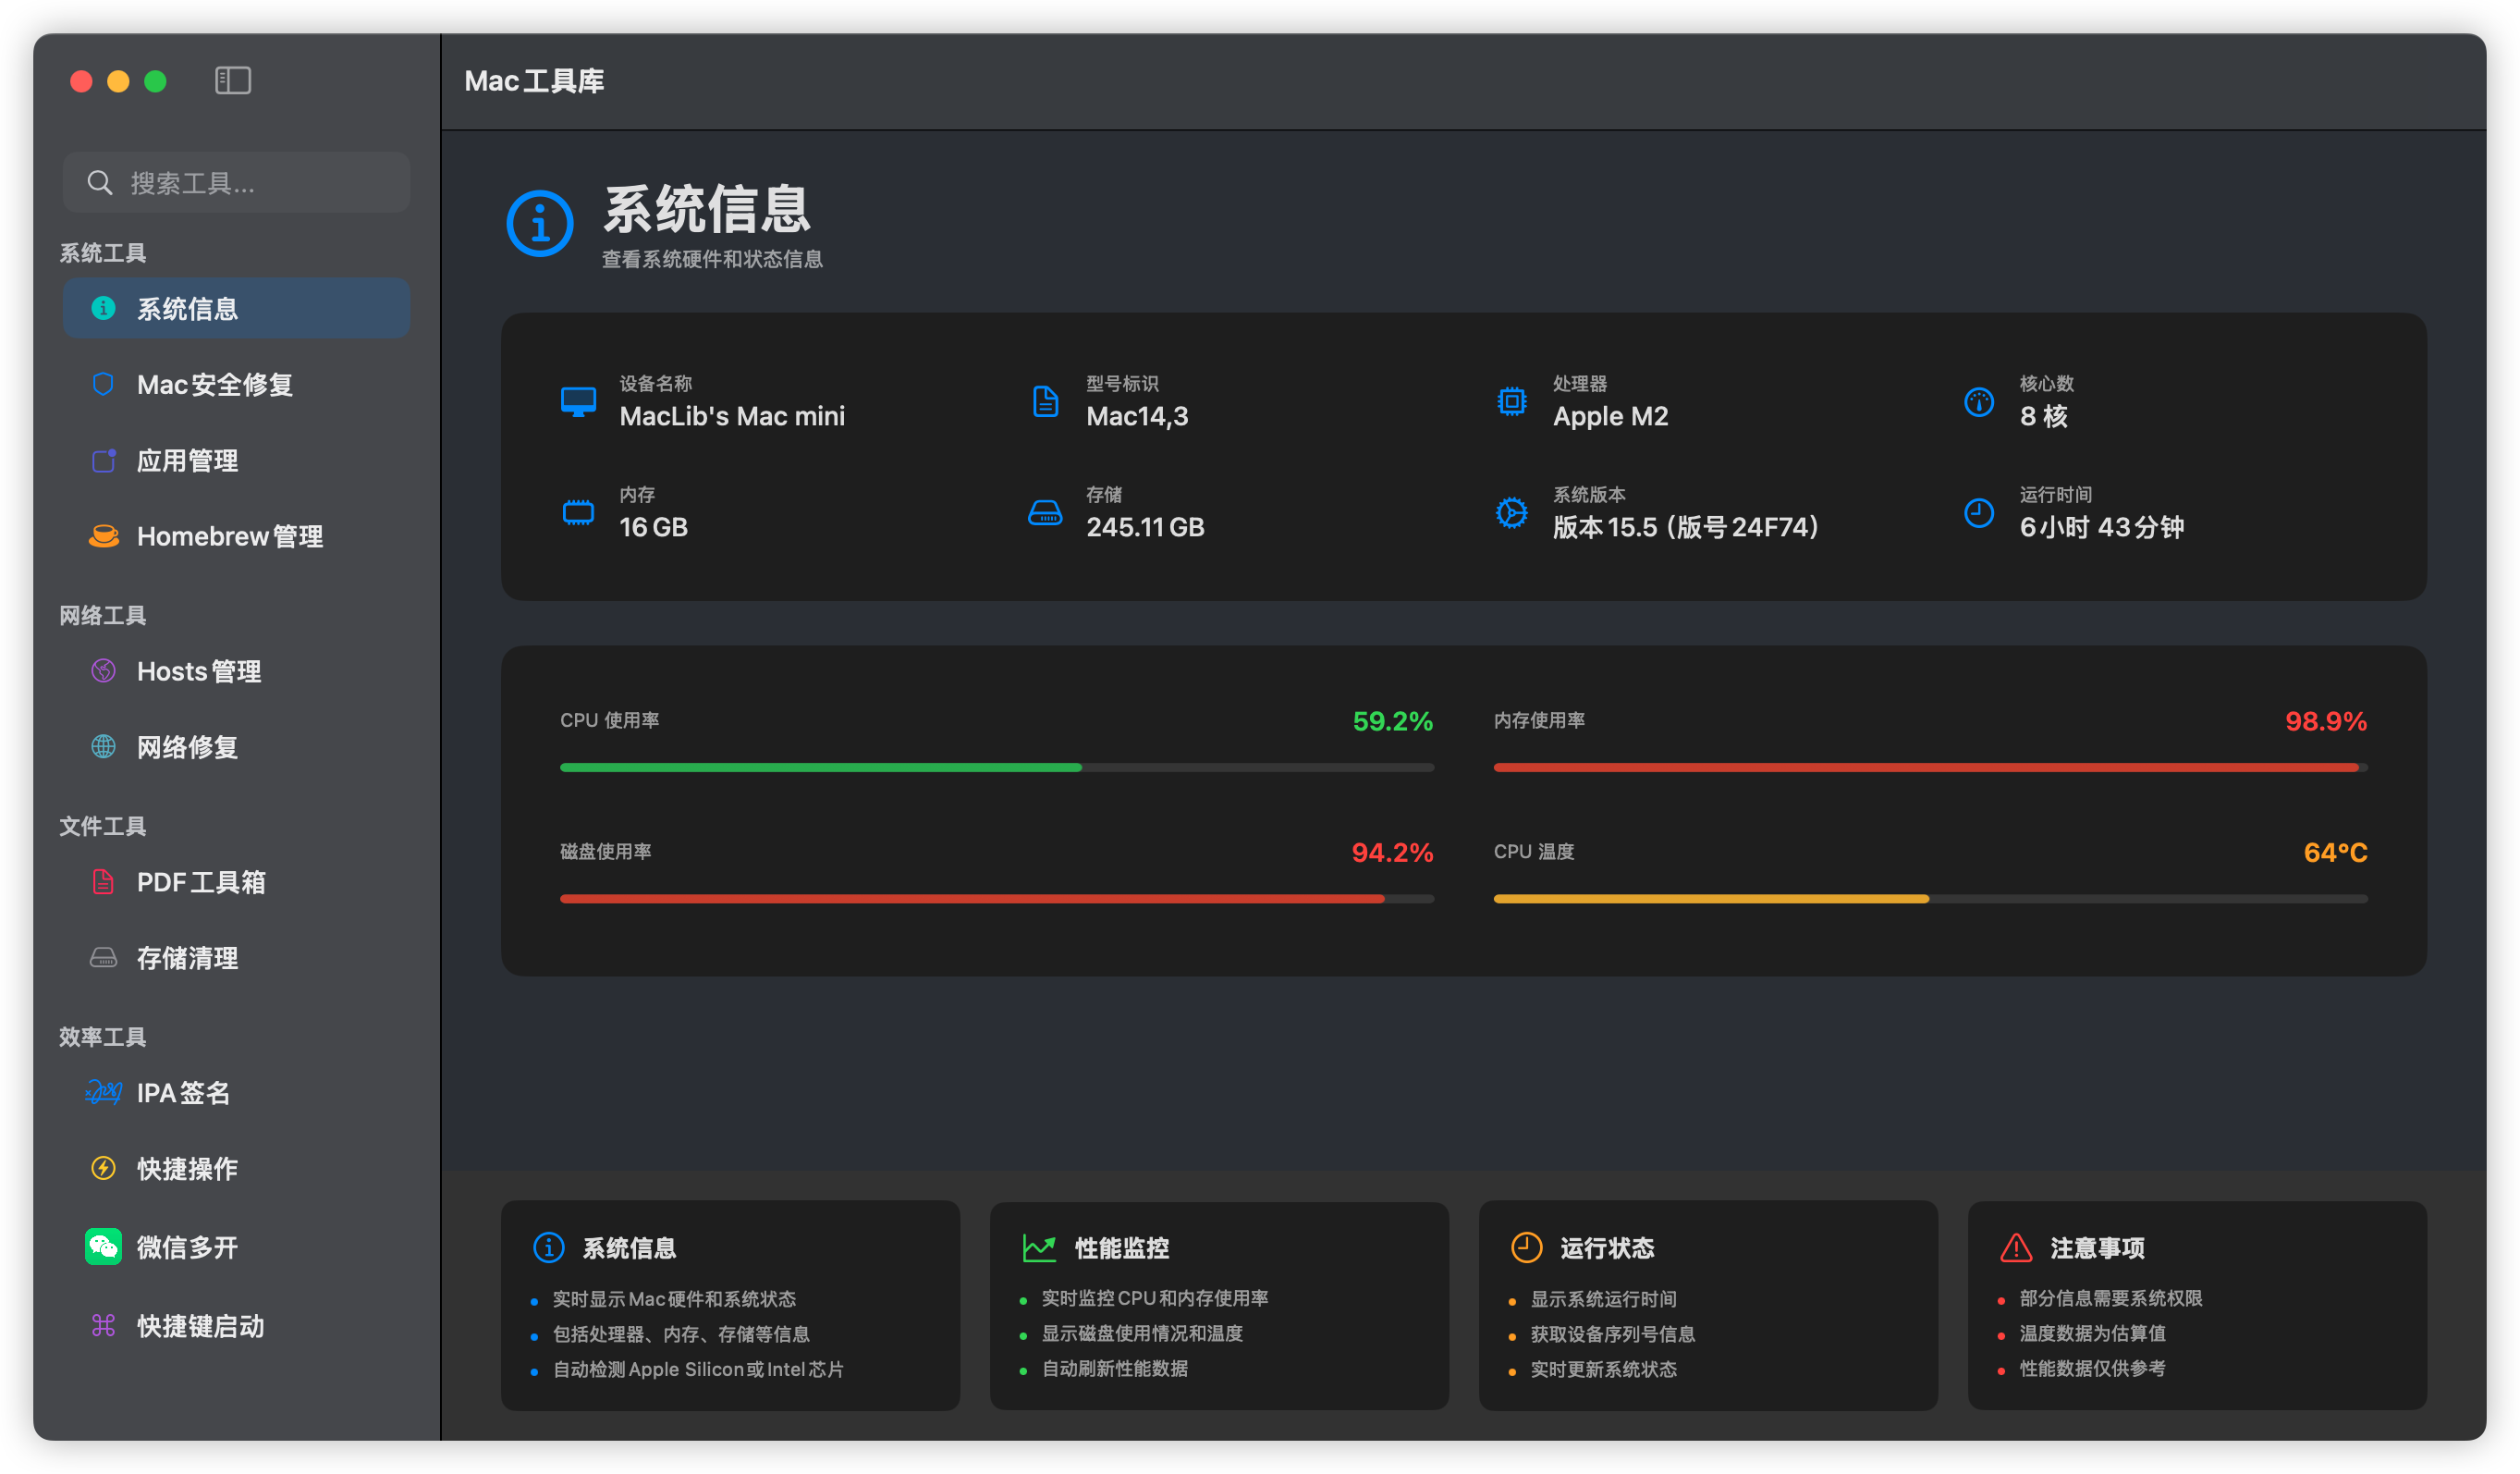 Mac工具库
搜索工具...
系统工具
系统信息
Mac安全修复
应用管理
Homebrew管理
网络工具
Hosts管理
网络修复
文件工具
PDF工具箱
存储清理
效率工具
IPA签名
快捷操作
微信多开
快捷键启动
系统信息
查看系统硬件和状态信息
设备名称
MacLib's Mac mini
型号标识
Mac14,3
处理器
Apple M2
核心数
8 核
内存
16 GB
存储
245.11 GB
系统版本
版本 15.5 (版号 24F74)
运行时间
6小时 43分钟
CPU 使用率
59.2%
内存使用率
98.9%
磁盘使用率
94.2%
CPU 温度
64°C
系统信息
实时显示Mac硬件和系统状态
包括处理器、内存、存储等信息
自动检测Apple Silicon或Intel芯片
性能监控
实时监控CPU和内存使用率
显示磁盘使用情况和温度
自动刷新性能数据
运行状态
显示系统运行时间
获取设备序列号信息
实时更新系统状态
注意事项
部分信息需要系统权限
温度数据为估算值
性能数据仅供参考